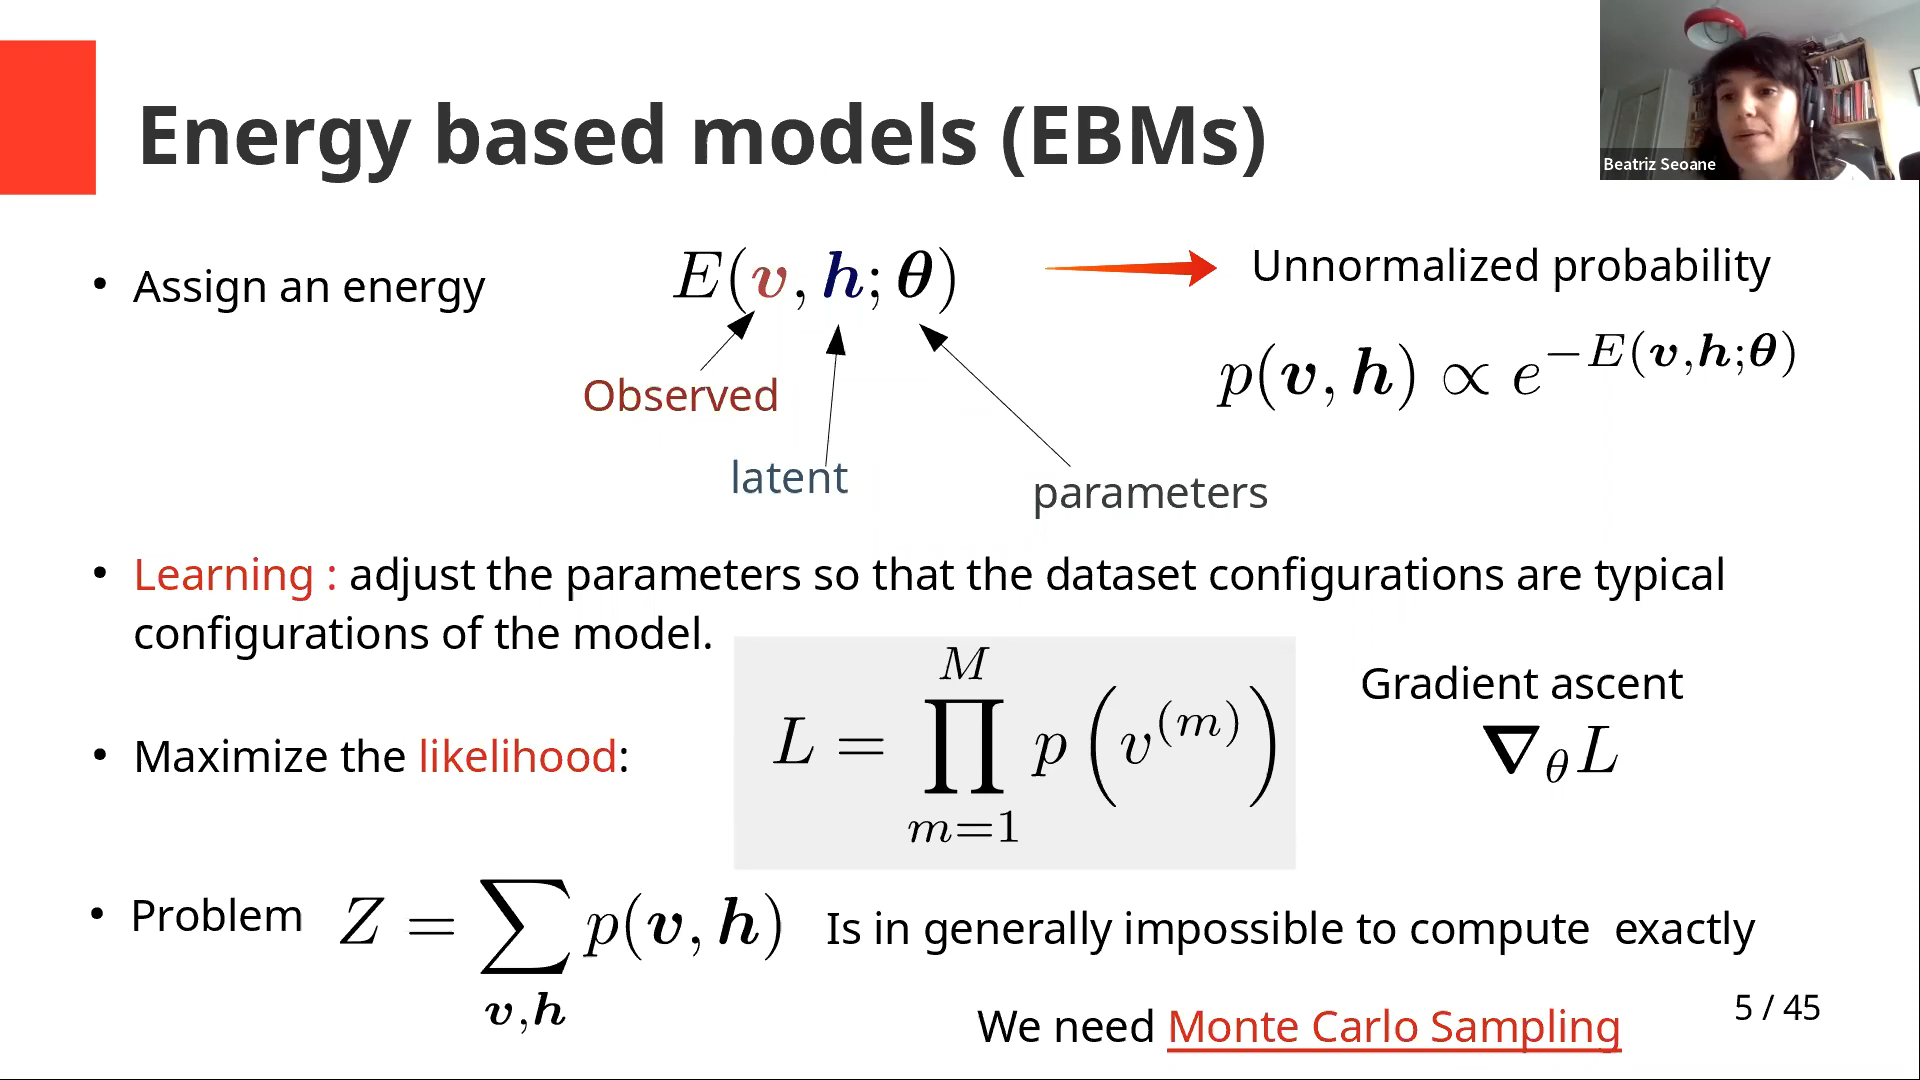 Energy based models (EBMs)
Beatriz Seoane
• Assign an energy
E(v, h; θ)
Unnormalized probability
p(v, h) ∝ e^{−E(v,h;θ)}
Observed
latent
parameters
• Learning : adjust the parameters so that the dataset configurations are typical
configurations of the model.
• Maximize the likelihood:
L = ∏_{m=1}^{M} p(v^{(m)})
Gradient ascent
∇_θ L
• Problem Z = ∑_{v,h} p(v, h) Is in generally impossible to compute exactly
We need Monte Carlo Sampling
5 / 45